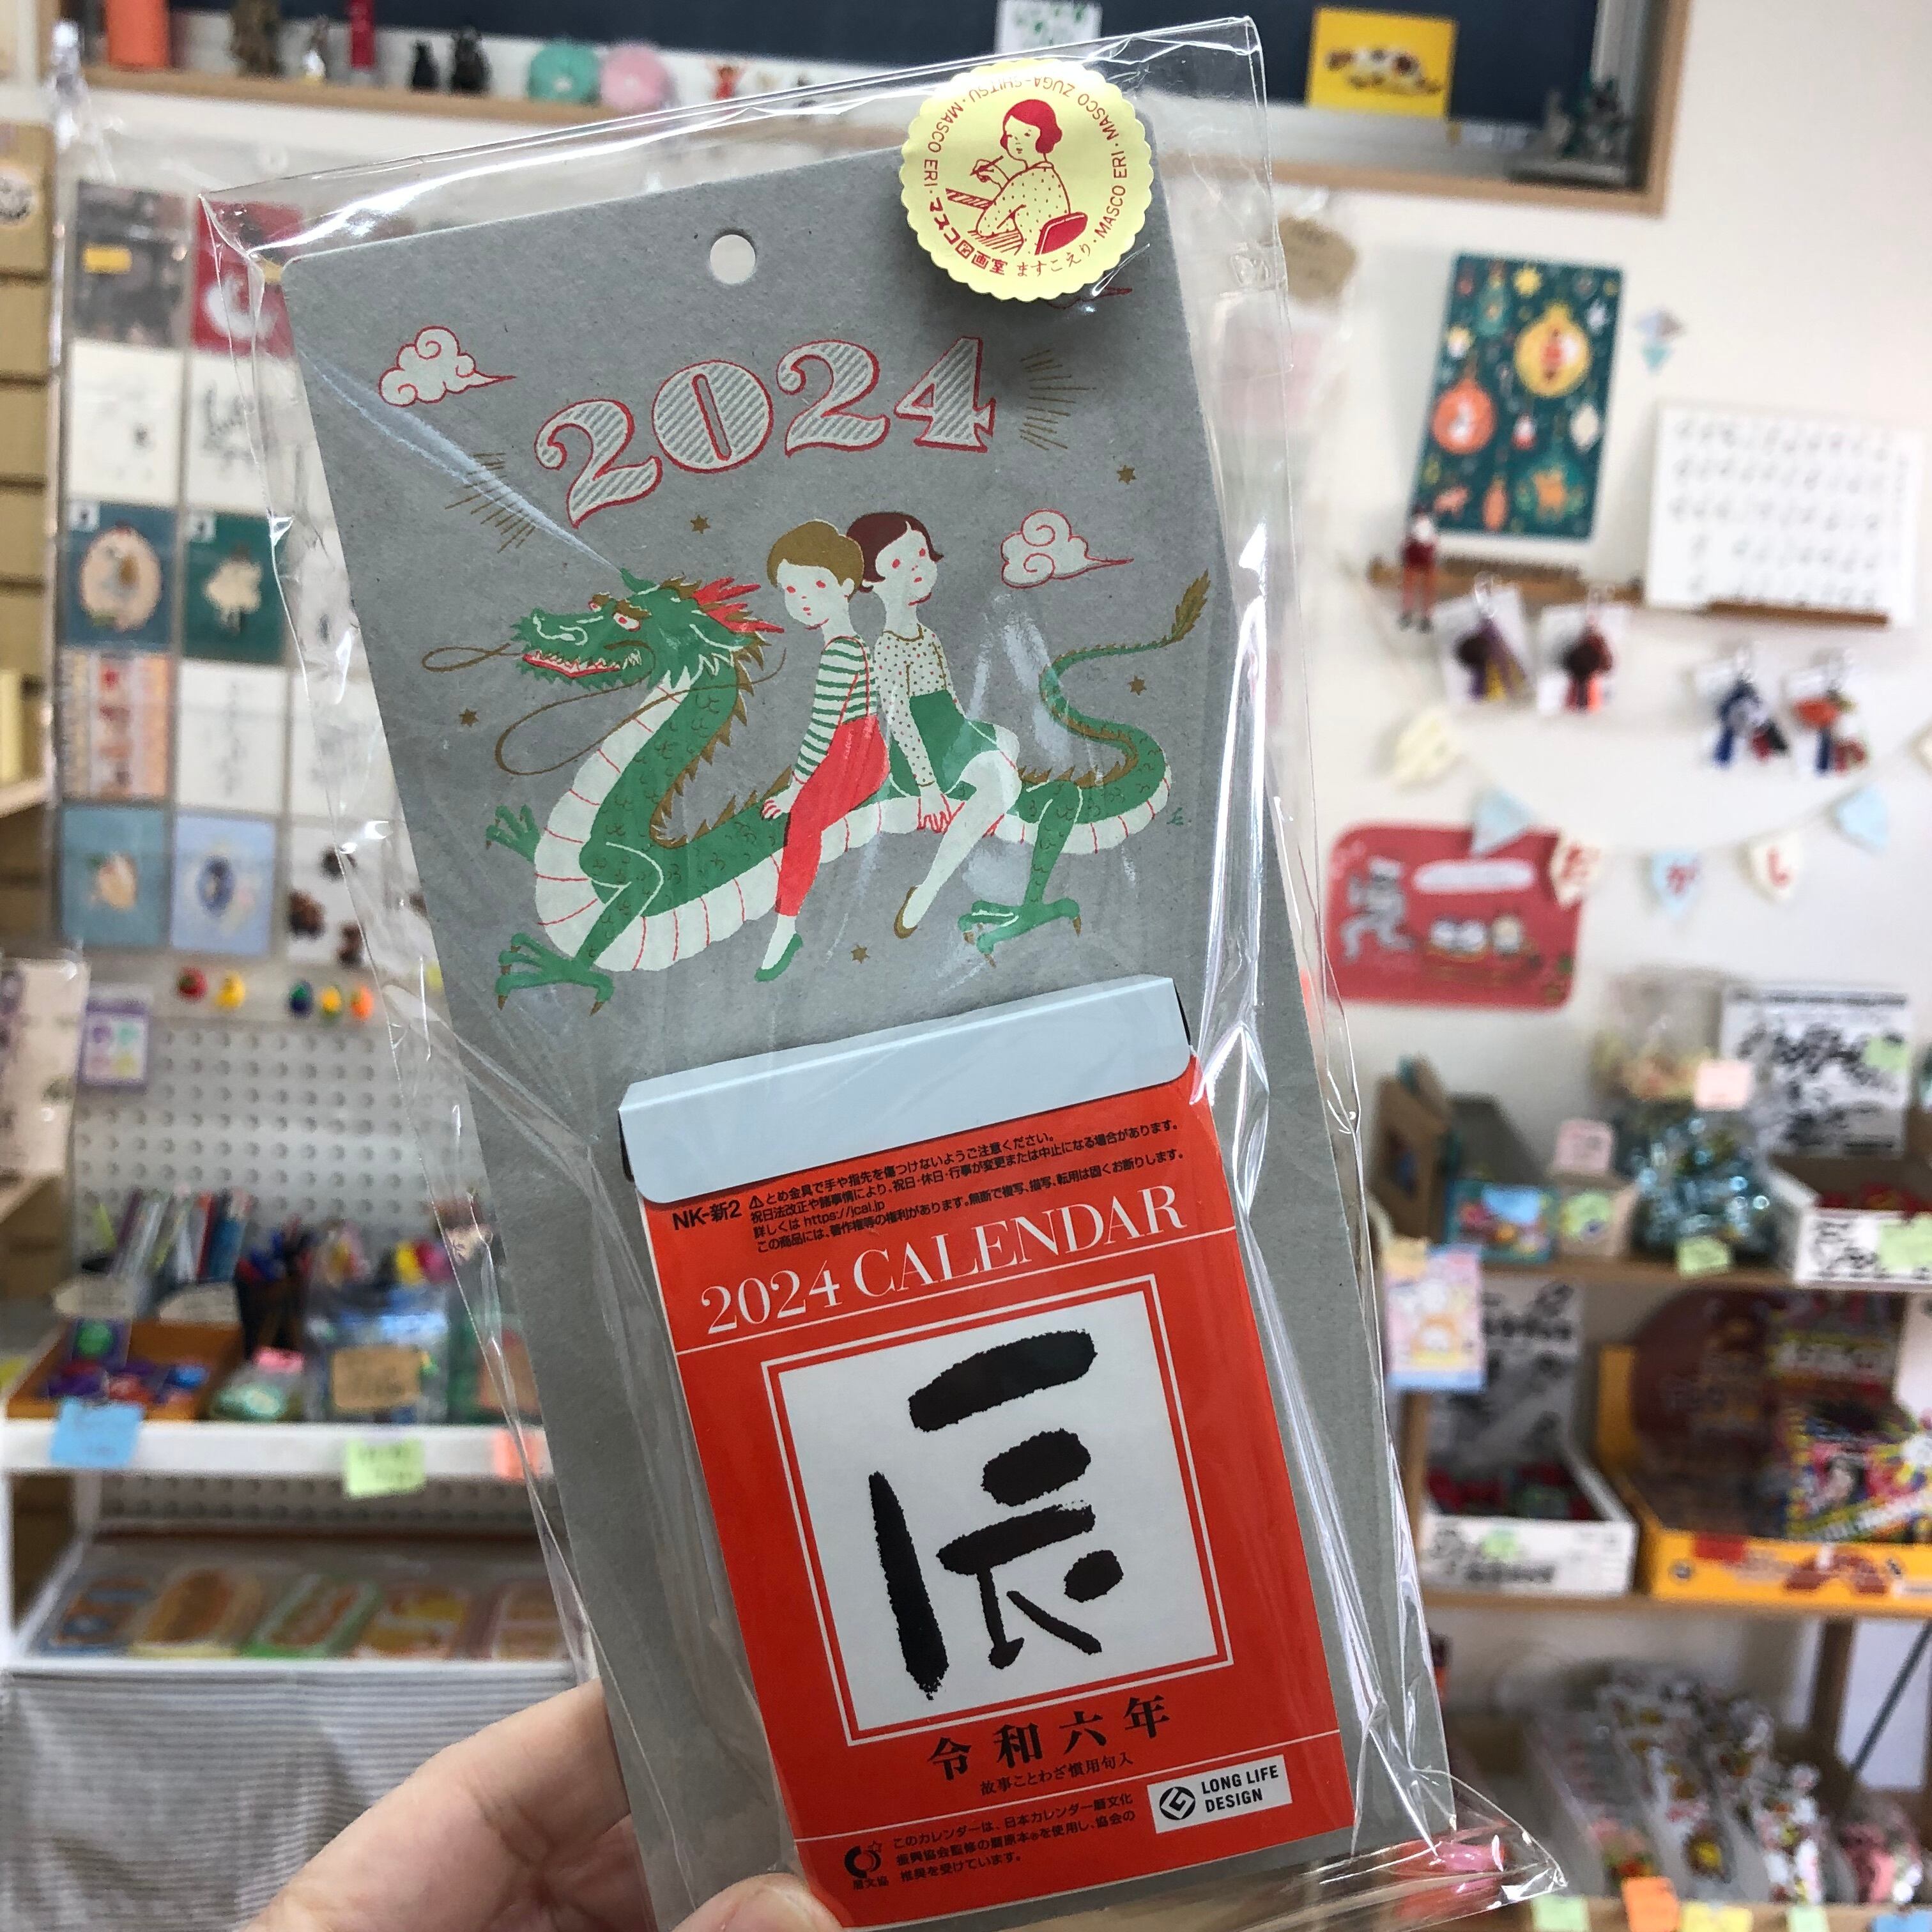 MASCO ZUGA-SHITSU・MASCO ERI・MASCO ERI・
マスコ図画室 ますこえり
2024
NK-新2
⚠とめ金具で手や指先を傷つけないようご注意ください。
祝日法改正や諸事情により、祝日・休日・行事が変更または中止になる場合があります。
詳しくは https://jcal.jp
この商品には、著作権等の権利があります。無断で複写、描写、転用は固くお断りします。
2024 CALENDAR
辰
令和六年
故事ことわざ慣用句入
LONG LIFE
DESIGN
このカレンダーは、日本カレンダー暦文化
振興協会監修の暦原本®を使用し、協会の
推奨を受けています。
暦文協
だがし